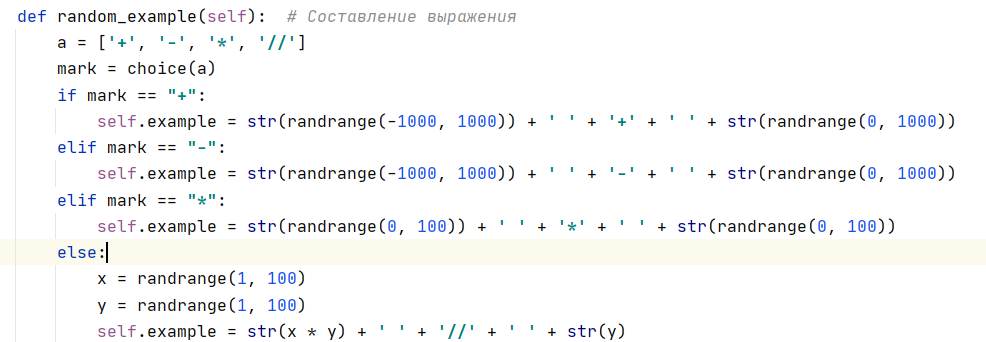 def random_example(self):  # Составление выражения
    a = ['+', '-', '*', '//']
    mark = choice(a)
    if mark == "+":
        self.example = str(randrange(-1000, 1000)) + ' ' + '+' + ' ' + str(randrange(0, 1000))
    elif mark == "-":
        self.example = str(randrange(-1000, 1000)) + ' ' + '-' + ' ' + str(randrange(0, 1000))
    elif mark == "*":
        self.example = str(randrange(0, 100)) + ' ' + '*' + ' ' + str(randrange(0, 100))
    else:
        x = randrange(1, 100)
        y = randrange(1, 100)
        self.example = str(x * y) + ' ' + '//' + ' ' + str(y)